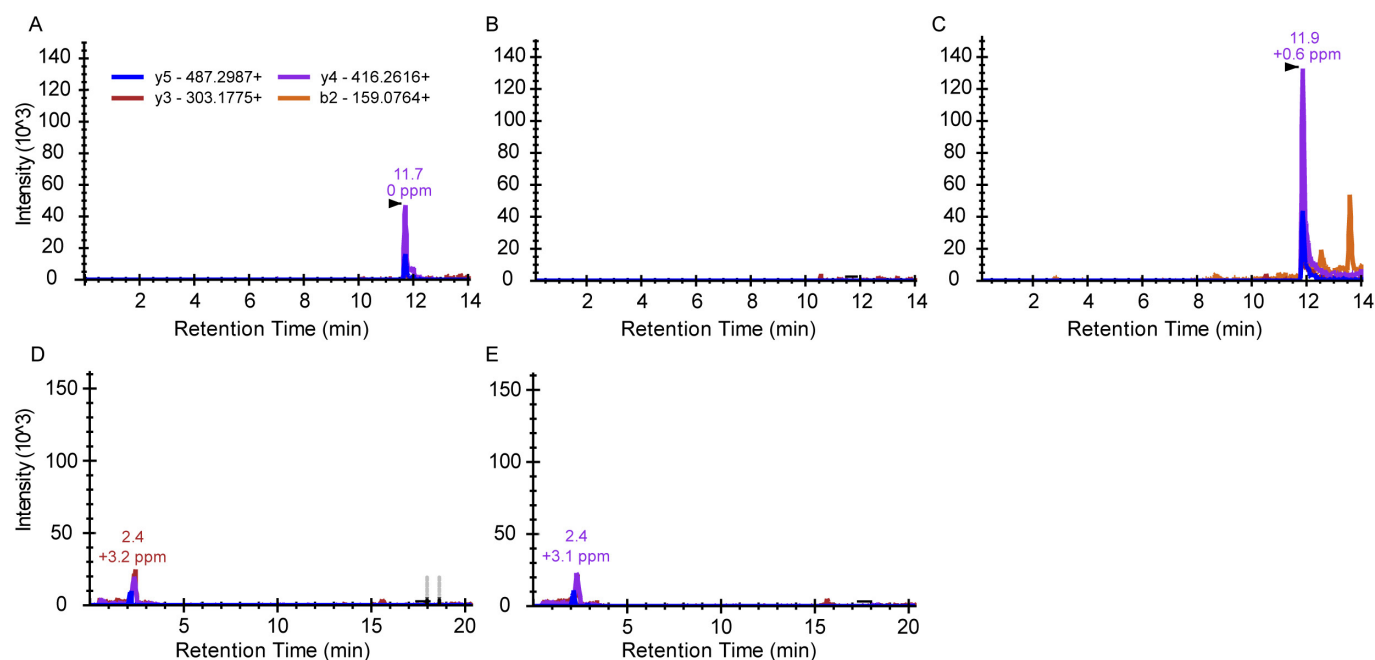 A
140
120
100
80
60
40
20
0
Intensity (10^3)
y5 - 487.2987+
y4 - 416.2616+
y3 - 303.1775+
b2 - 159.0764+
11.7
0 ppm
2 4 6 8 10 12 14
Retention Time (min)
B
140
120
100
80
60
40
20
0
2 4 6 8 10 12 14
Retention Time (min)
C
140
120
100
80
60
40
20
0
11.9
+0.6 ppm
2 4 6 8 10 12 14
Retention Time (min)
D
150
100
50
0
Intensity (10^3)
2.4
+3.2 ppm
5 10 15 20
Retention Time (min)
E
150
100
50
0
2.4
+3.1 ppm
5 10 15 20
Retention Time (min)